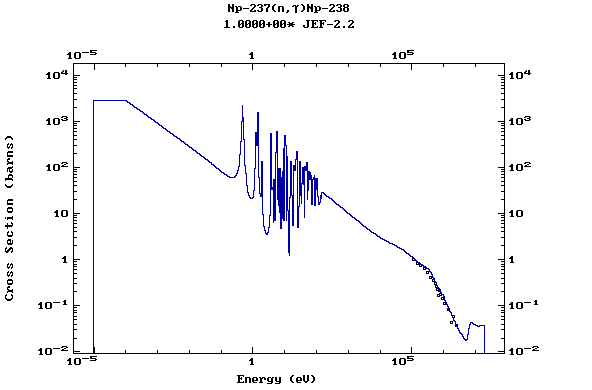 Np-237(n,γ)Np-238
1.0000+00* JEF-2.2
10⁻⁵ 1 10⁵
10⁴ 10⁴
10³ 10³
10² 10²
10 10
1 1
10⁻¹ 10⁻¹
10⁻² 10⁻²
10⁻⁵ 1 10⁵
Cross Section (barns)
Energy (eV)